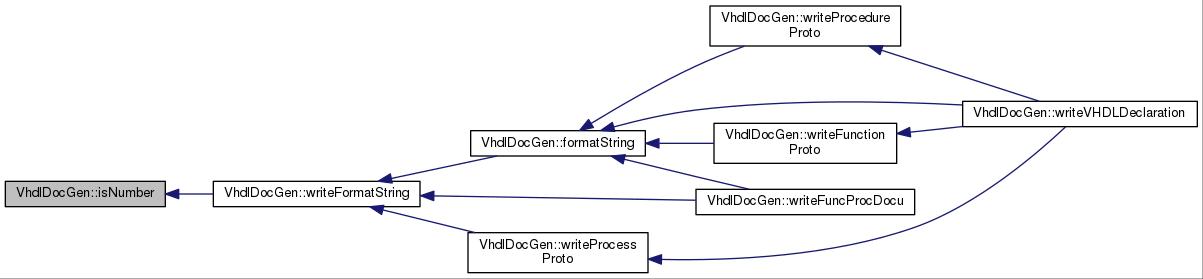 VhdlDocGen::writeProcedure
Proto
VhdlDocGen::writeVHDLDeclaration
VhdlDocGen::formatString
VhdlDocGen::writeFunction
Proto
VhdlDocGen::isNumber
VhdlDocGen::writeFormatString
VhdlDocGen::writeFuncProcDocu
VhdlDocGen::writeProcess
Proto